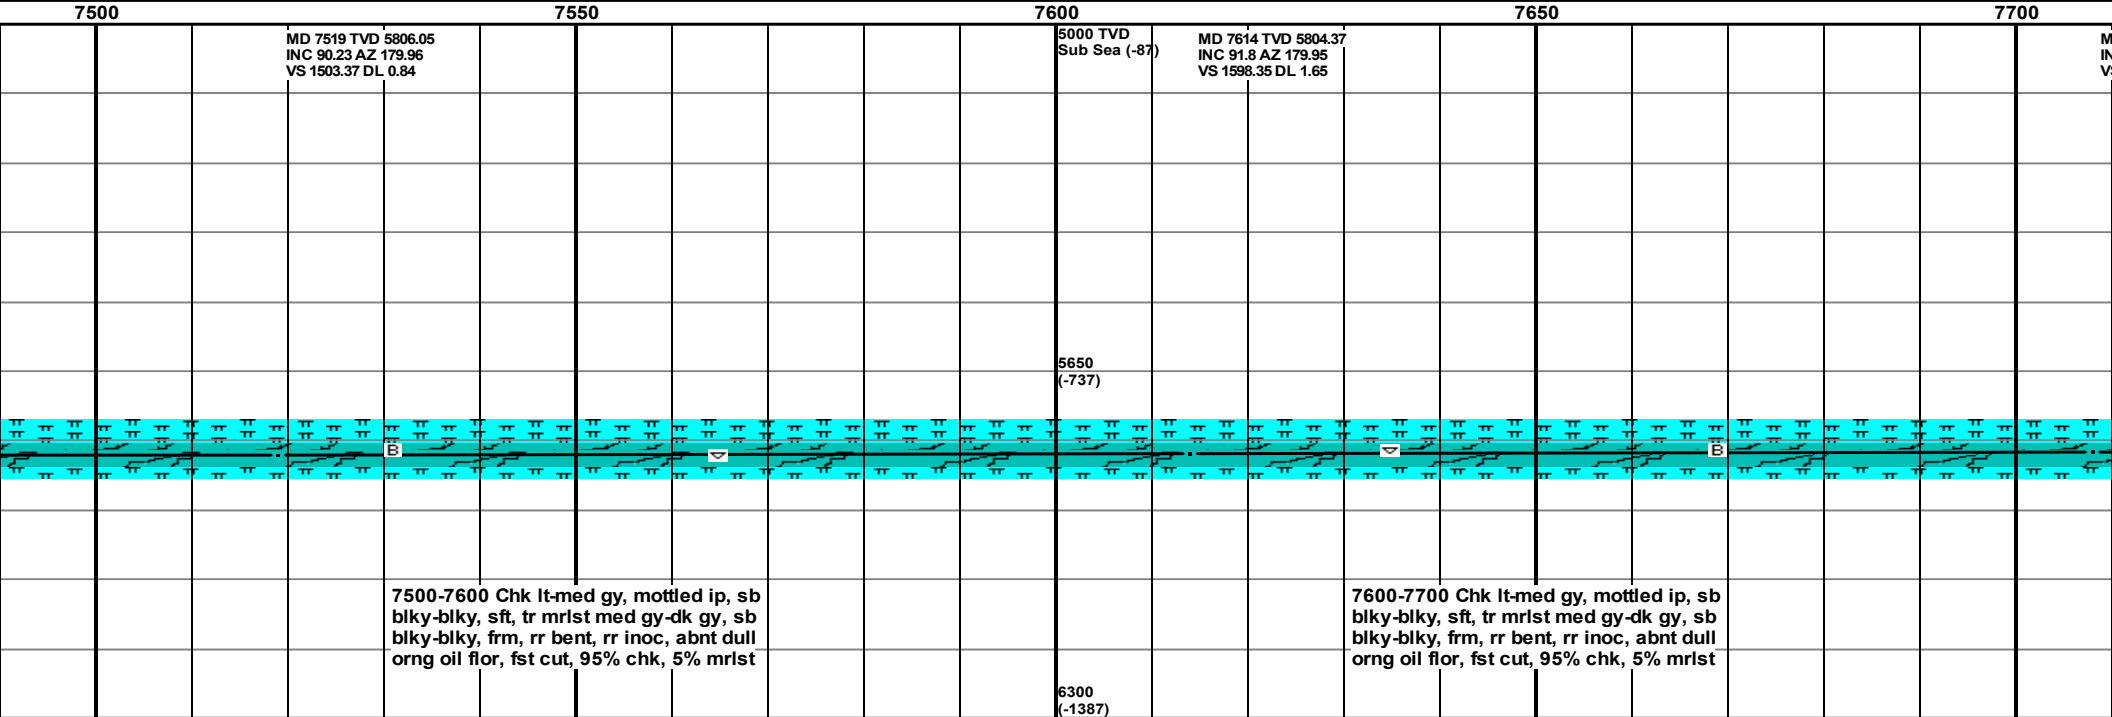 7500 7550 7600 7650 7700
MD 7519 TVD 5806.05
INC 90.23 AZ 179.96
VS 1503.37 DL 0.84
5000 TVD
Sub Sea (-87)
MD 7614 TVD 5804.37
INC 91.8 AZ 179.95
VS 1598.35 DL 1.65
M
IN
VS
5650
(-737)
B
B
7500-7600 Chk lt-med gy, mottled ip, sb
blky-blky, sft, tr mrlst med gy-dk gy, sb
blky-blky, frm, rr bent, rr inoc, abnt dull
orng oil flor, fst cut, 95% chk, 5% mrlst
7600-7700 Chk lt-med gy, mottled ip, sb
blky-blky, sft, tr mrlst med gy-dk gy, sb
blky-blky, frm, rr bent, rr inoc, abnt dull
orng oil flor, fst cut, 95% chk, 5% mrlst
6300
(-1387)